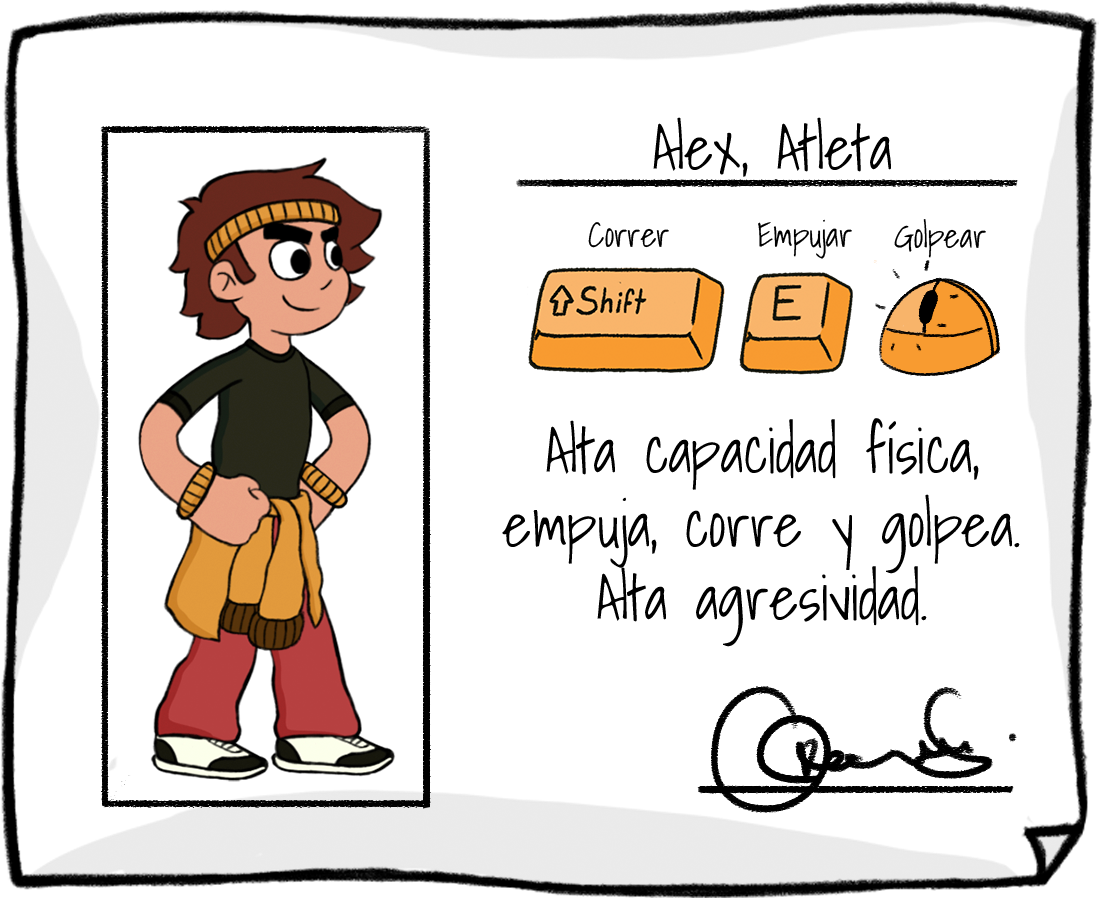 Alex, Atleta
Correr Empujar Golpear
Shift E
Alta capacidad física,
empuja, corre y golpea.
Alta agresividad.